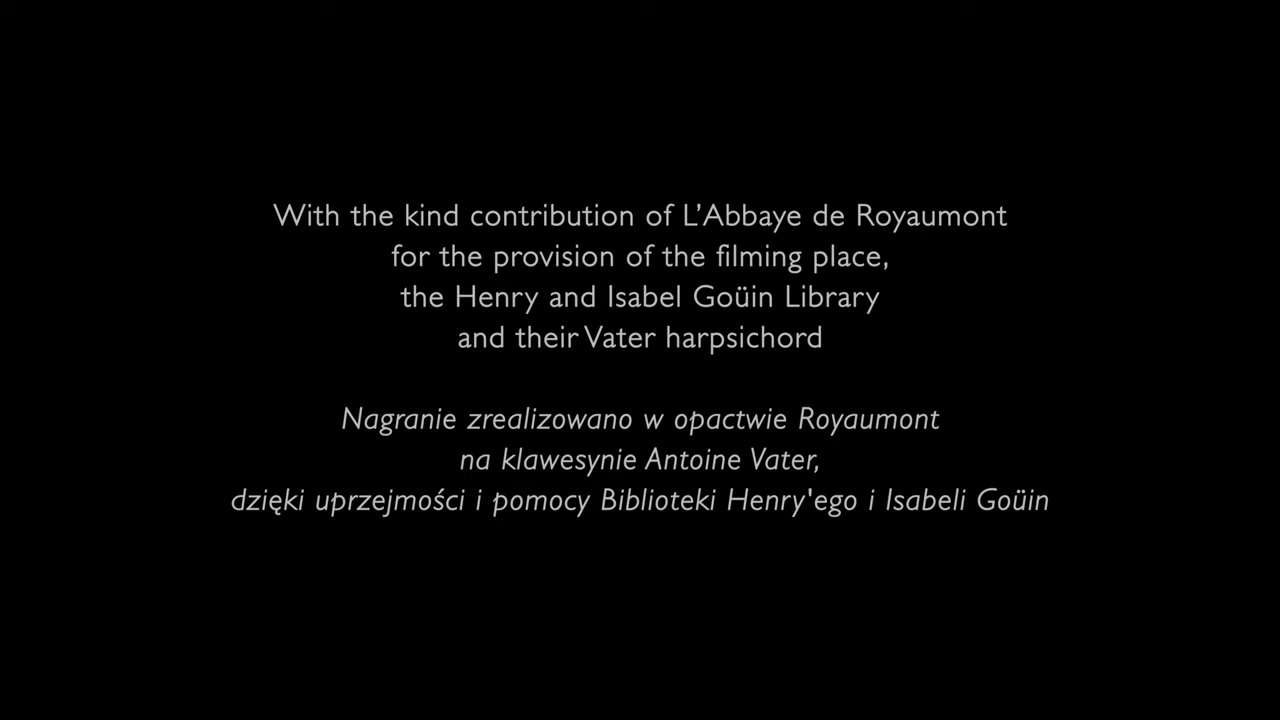 With the kind contribution of L’Abbaye de Royaumont
for the provision of the filming place,
the Henry and Isabel Goüin Library
and their Vater harpsichord
Nagranie zrealizowano w opactwie Royaumont
na klawesynie Antoine Vater,
dzięki uprzejmości i pomocy Biblioteki Henry'ego i Isabeli Goüin